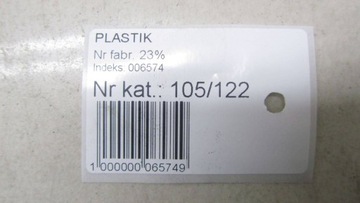 PLASTIK
Nr fabr. 23%
Indeks: 006574
Nr kat.: 105/122
1 000000 065749